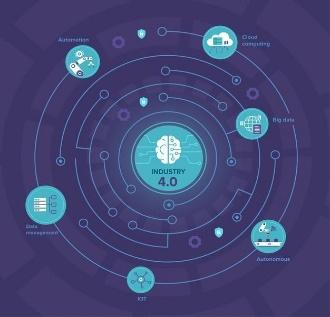 Cloud
computing
Automation
Big data
INDUSTRY
4.0
Data
management
Autonomous
IOT